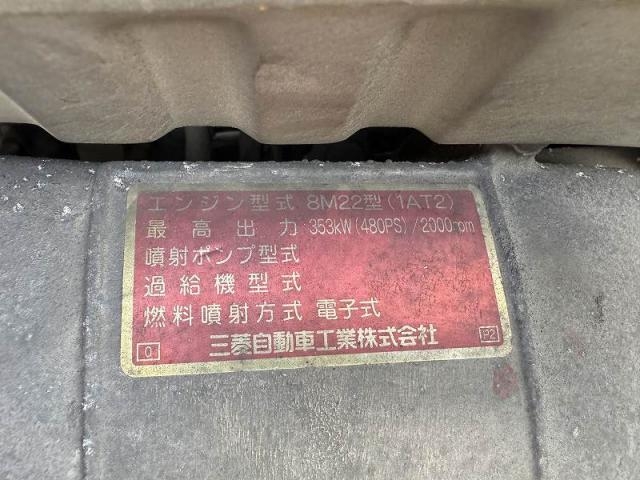 エンジン型式 8M22型(1AT2)
最高出力 353kW(480PS)/2000rpm
噴射ポンプ型式
過給機型式
燃料噴射方式 電子式
三菱自動車工業株式会社
0 P2